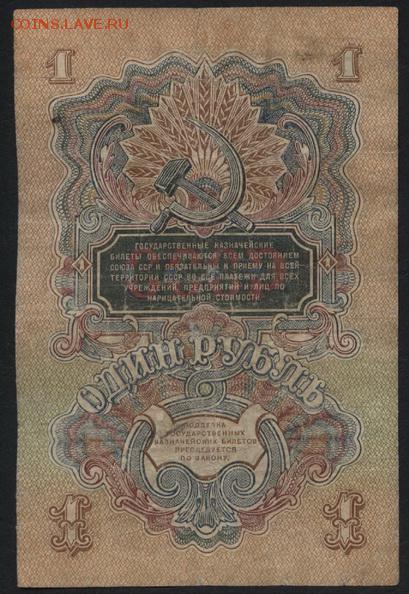 COINS.LAVE.RU
1 1
ГОСУДАРСТВЕННЫЕ КАЗНАЧЕЙСКИЕ
БИЛЕТЫ ОБЕСПЕЧИВАЮТСЯ ВСЕМ ДОСТОЯНИЕМ
СОЮЗА ССР И ОБЯЗАТЕЛЬНЫ К ПРИЕМУ НА ВСЕЙ
ТЕРРИТОРИИ СССР ВО ВСЕ ПЛАТЕЖИ ДЛЯ ВСЕХ
УЧРЕЖДЕНИЙ, ПРЕДПРИЯТИЙ И ЛИЦ ПО
НАРИЦАТЕЛЬНОЙ СТОИМОСТИ.
1 1
ОДИН РУБЛЬ
ПОДДЕЛКА
ГОСУДАРСТВЕННЫХ
КАЗНАЧЕЙСКИХ БИЛЕТОВ
ПРЕСЛЕДУЕТСЯ
ПО ЗАКОНУ.
1 1